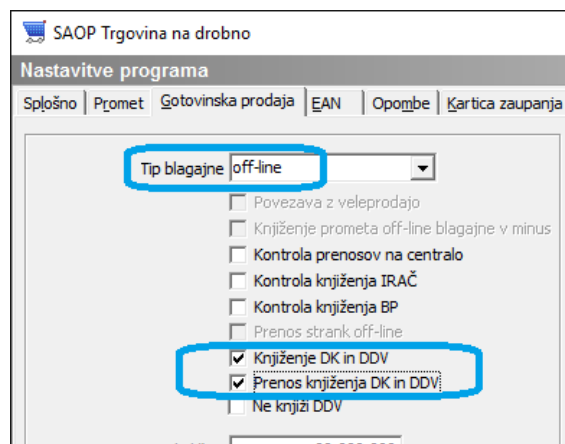 SAOP Trgovina na drobno
Nastavitve programa
Splošno Promet Gotovinska prodaja EAN Opombe Kartica zaupanja
Tip blagajne off-line
Povezava z veleprodajo
Knjiženje prometa off-line blagajne v minus
Kontrola prenosov na centralo
Kontrola knjiženja IRAČ
Kontrola knjiženja BP
Prenos strank off-line
Knjiženje DK in DDV
Prenos knjiženja DK in DDV
Ne knjiži DDV